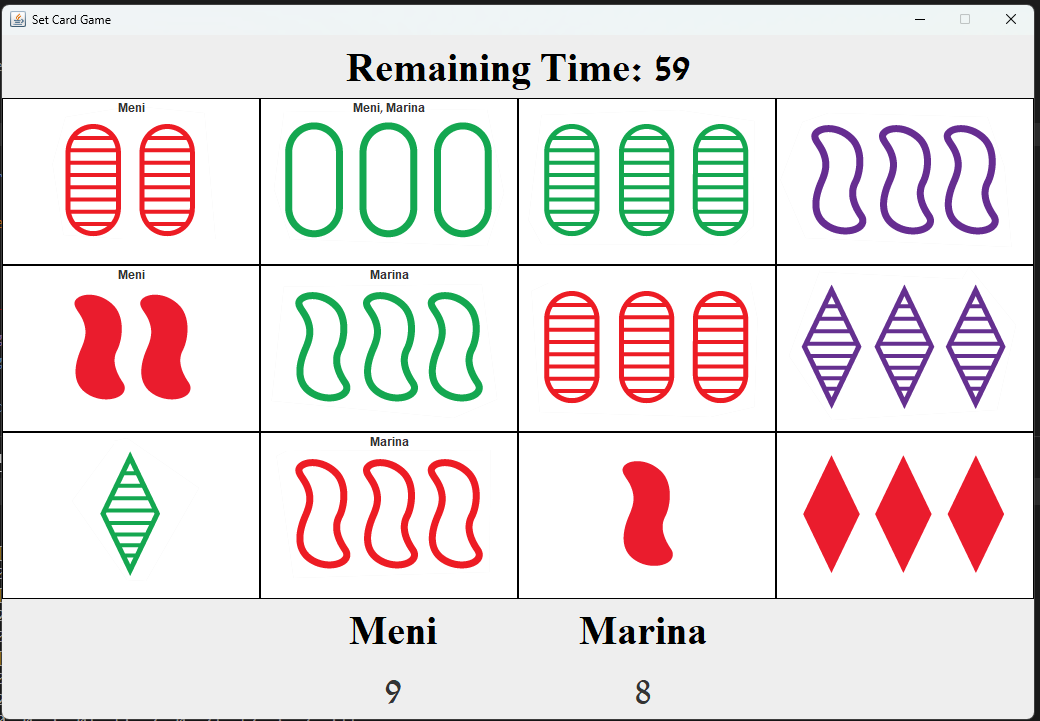 Set Card Game
Remaining Time: 59
Meni
Meni, Marina
Meni
Marina
Marina
Meni Marina
9 8